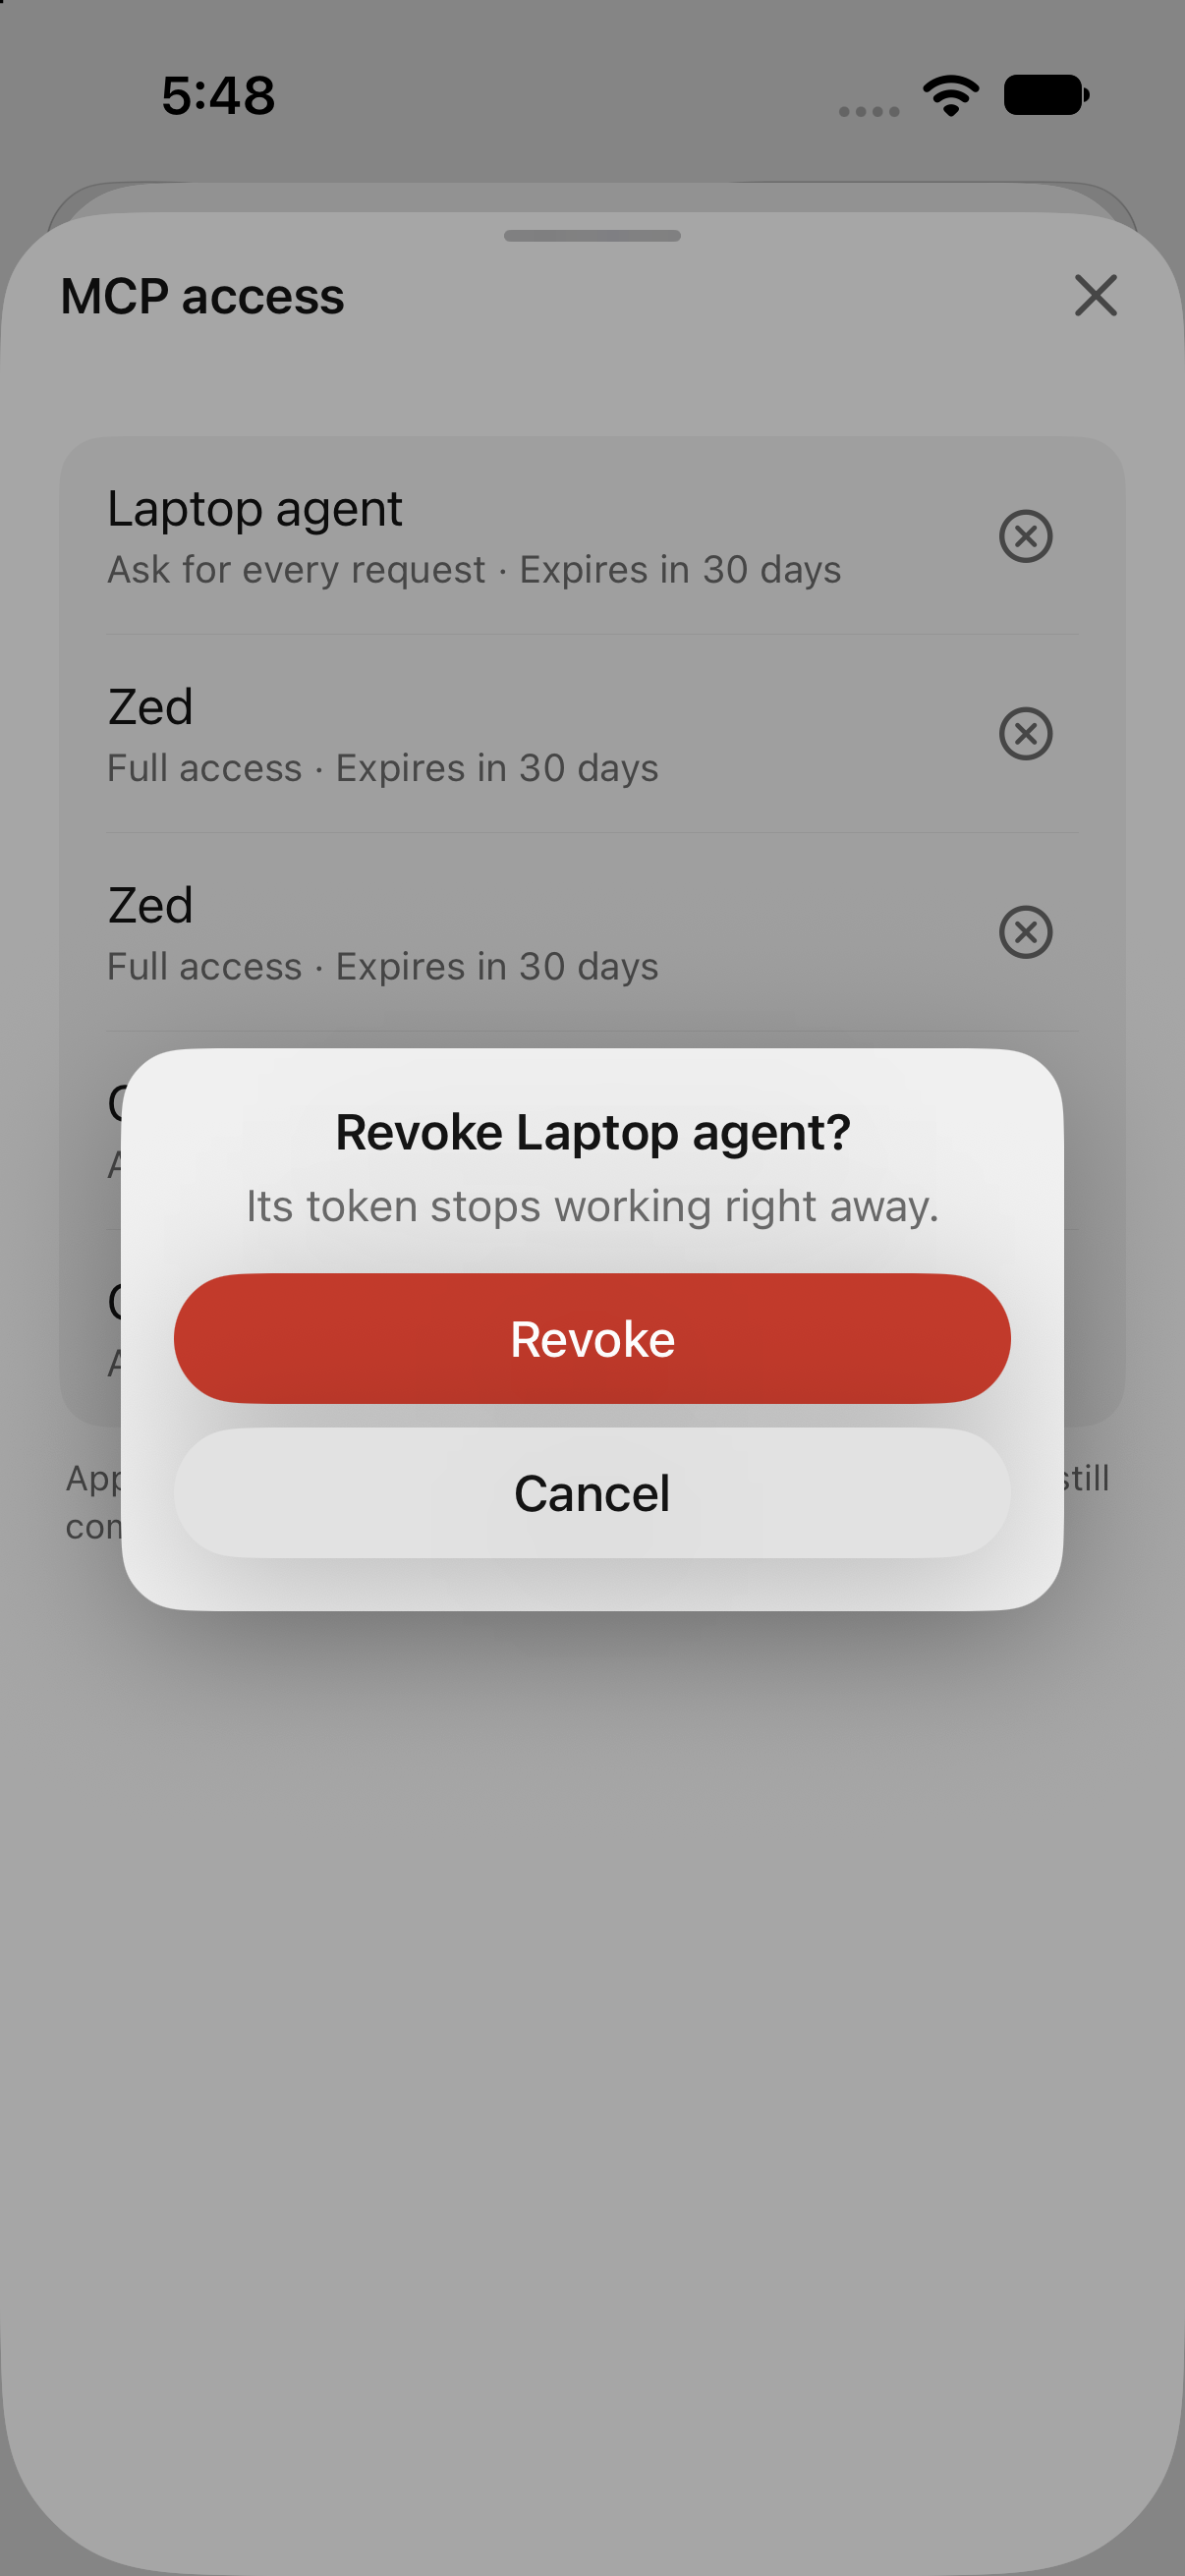 5:48
MCP access
Laptop agent
Ask for every request · Expires in 30 days
Zed
Full access · Expires in 30 days
Zed
Full access · Expires in 30 days
Revoke Laptop agent?
Its token stops working right away.
Revoke
Cancel
still